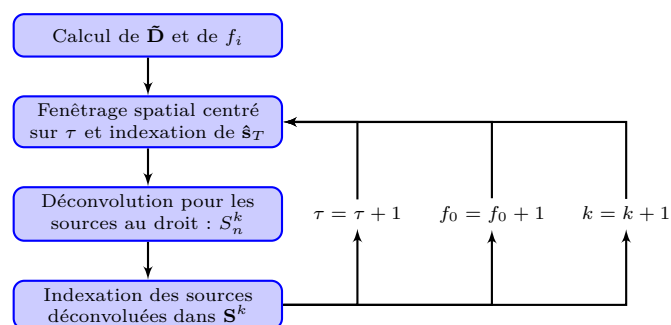 Calcul de D̃ et de f_i
Fenêtrage spatial centré
sur τ et indexation de ŝ_T
Déconvolution pour les
sources au droit : S_n^k
τ = τ + 1
f_0 = f_0 + 1
k = k + 1
Indexation des sources
déconvoluées dans S^k